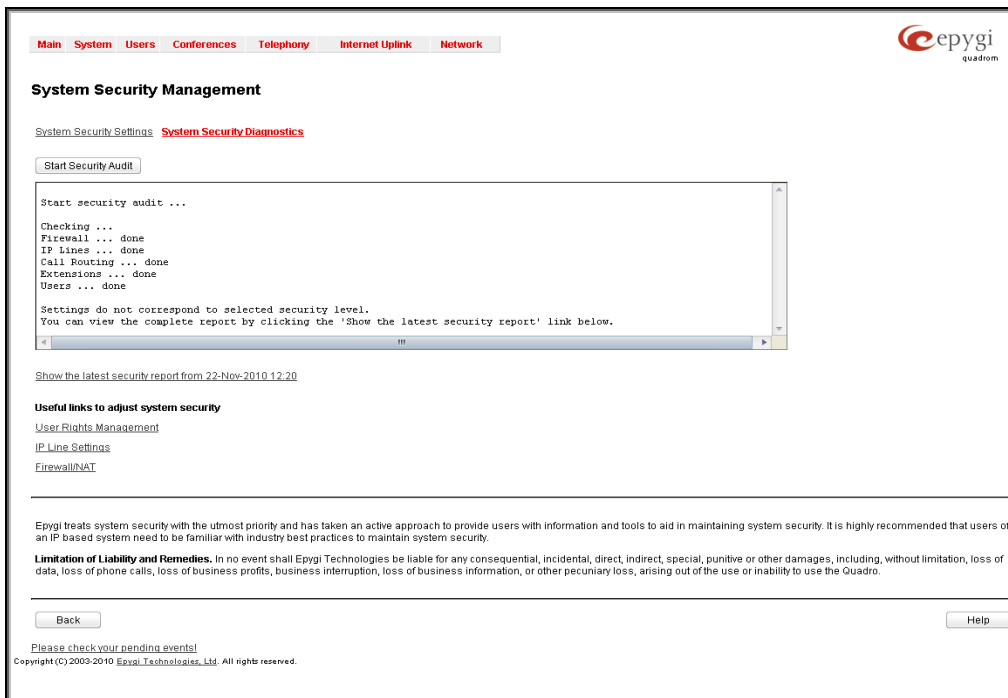 Main System Users Conferences Telephony Internet Uplink Network
epygi
quadrom
System Security Management
System Security Settings System Security Diagnostics
Start Security Audit
Start security audit ...
Checking ...
Firewall ... done
IP Lines ... done
Call Routing ... done
Extensions ... done
Users ... done
Settings do not correspond to selected security level.
You can view the complete report by clicking the 'Show the latest security report' link below.
Show the latest security report from 22-Nov-2010 12:20
Useful links to adjust system security
User Rights Management
IP Line Settings
Firewall/NAT
Epygi treats system security with the utmost priority and has taken an active approach to provide users with information and tools to aid in maintaining system security. It is highly recommended that users of
an IP based system need to be familiar with industry best practices to maintain system security.
Limitation of Liability and Remedies. In no event shall Epygi Technologies be liable for any consequential, incidental, direct, indirect, special, punitive or other damages, including, without limitation, loss of
data, loss of phone calls, loss of business profits, business interruption, loss of business information, or other pecuniary loss, arising out of the use or inability to use the Quadro.
Back
Help
Please check your pending events!
Copyright (C) 2003-2010 Epygi Technologies, Ltd. All rights reserved.